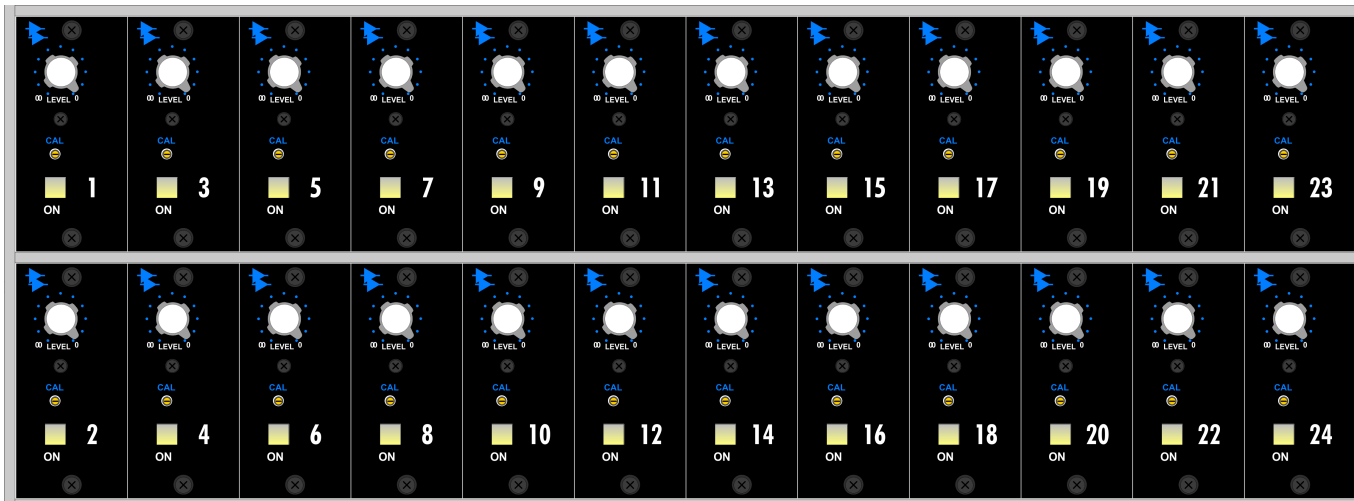 ∞ LEVEL 0 ∞ LEVEL 0 ∞ LEVEL 0 ∞ LEVEL 0 ∞ LEVEL 0 ∞ LEVEL 0 ∞ LEVEL 0 ∞ LEVEL 0 ∞ LEVEL 0 ∞ LEVEL 0 ∞ LEVEL 0 ∞ LEVEL 0
CAL CAL CAL CAL CAL CAL CAL CAL CAL CAL CAL CAL
1 3 5 7 9 11 13 15 17 19 21 23
ON ON ON ON ON ON ON ON ON ON ON ON
∞ LEVEL 0 ∞ LEVEL 0 ∞ LEVEL 0 ∞ LEVEL 0 ∞ LEVEL 0 ∞ LEVEL 0 ∞ LEVEL 0 ∞ LEVEL 0 ∞ LEVEL 0 ∞ LEVEL 0 ∞ LEVEL 0 ∞ LEVEL 0
CAL CAL CAL CAL CAL CAL CAL CAL CAL CAL CAL CAL
2 4 6 8 10 12 14 16 18 20 22 24
ON ON ON ON ON ON ON ON ON ON ON ON